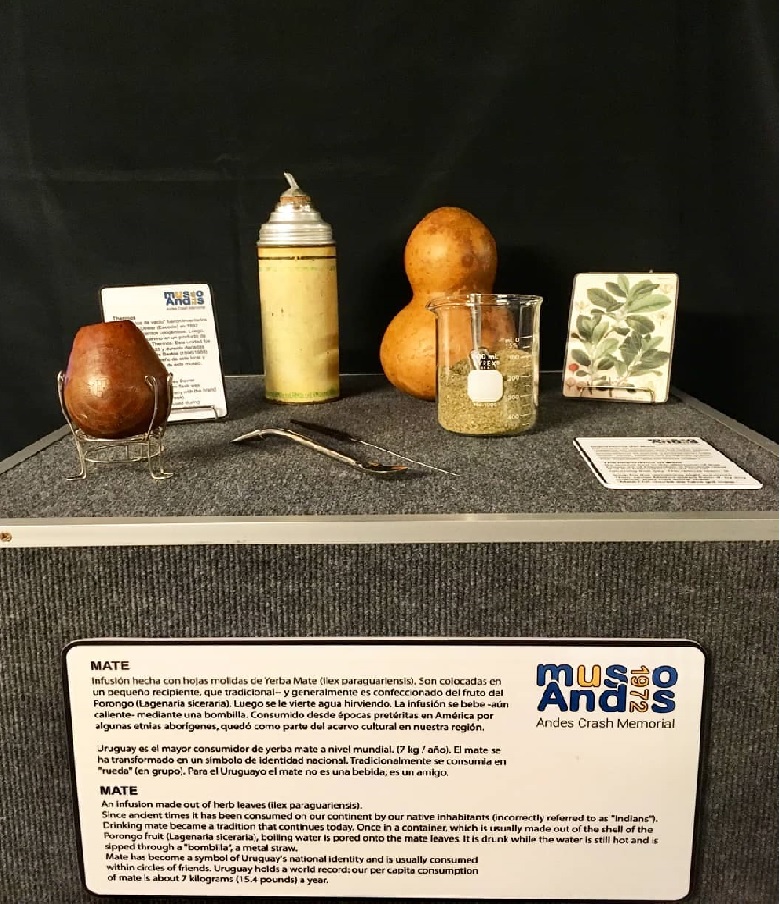 museo
Andes
Thermos
MATE
Infusión hecha con hojas molidas de Yerba Mate (ilex paraguariensis). Son colocadas en
un pequeño recipiente, que tradicional-- y generalmente es confeccionado del fruto del
Porongo (Lagenaria siceraria). Luego se le vierte agua hirviendo. La infusión se bebe -aún
caliente- mediante una bombilla. Consumido desde épocas pretéritas en América por
algunas etnias aborígenes, quedó como parte del acarvo cultural en nuestra región.
Uruguay es el mayor consumidor de yerba mate a nivel mundial. (7 kg / año). El mate se
ha transformado en un símbolo de identidad nacional. Tradicionalmente se consumia en
"rueda" (en grupo). Para el Uruguayo el mate no es una bebida, es un amigo.
museo
Andes
1972
Andes Crash Memorial
MATE
An infusion made out of herb leaves (ilex paraguariensis).
Since ancient times it has been consumed on our continent by our native inhabitants (incorrectly referred to as "indians").
Drinking mate became a tradition that continues today. Once in a container, which is usually made out of the shell of the
Porongo fruit (Lagenaria siceraria), boiling water is pored onto the mate leaves. It is drunk while the water is still hot and is
sipped through a "bombilla", a metal straw.
Mate has become a symbol of Uruguay's national identity and is usually consumed
within circles of friends. Uruguay holds a world record: our per capita consumption
of mate is about 7 kilograms (15.4 pounds) a year.